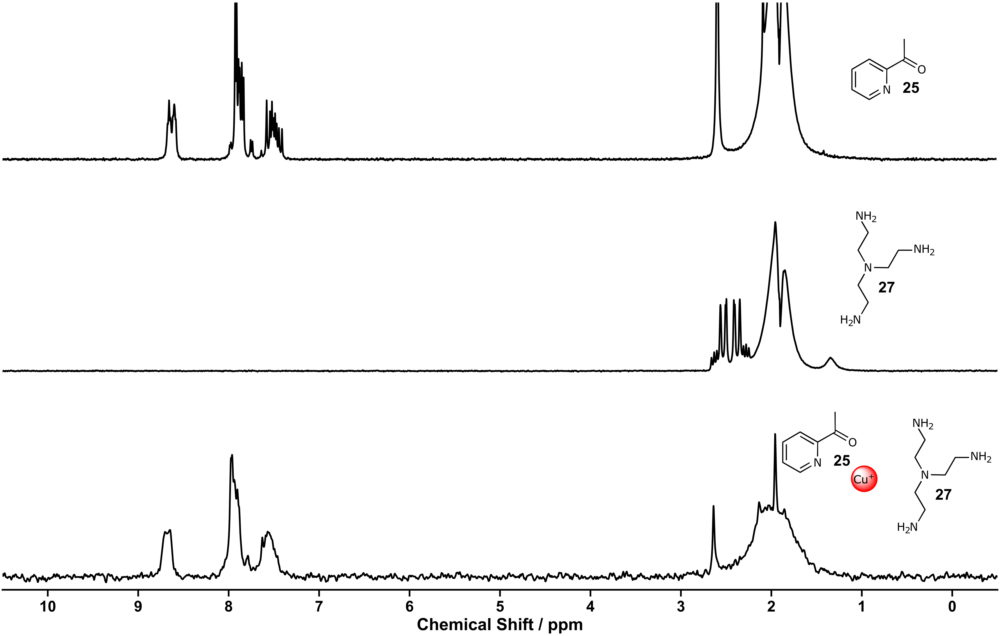 O
N
25
NH2
NH2
N
27
H2N
NH2
O
25
N
NH2
Cu+
N
27
H2N
10 9 8 7 6 5 4 3 2 1 0
Chemical Shift / ppm